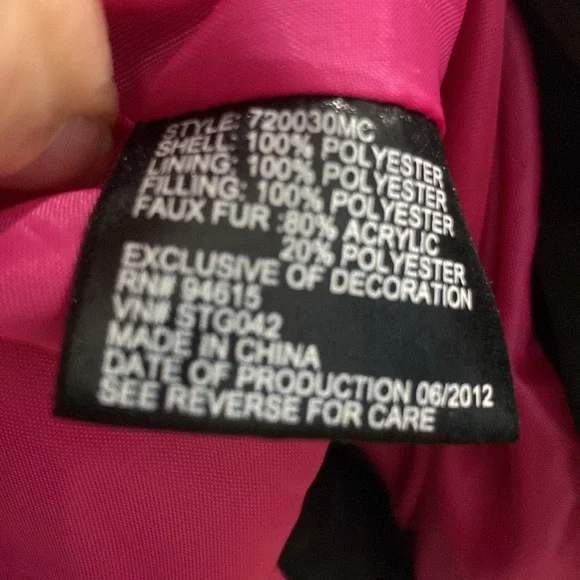 STYLE: 720030MC
SHELL: 100% POLYESTER
LINING: 100% POLYESTER
FILLING: 100% POLYESTER
FAUX FUR :80% ACRYLIC
20% POLYESTER
EXCLUSIVE OF DECORATION
RN# 94615
VN# STG042
MADE IN CHINA
DATE OF PRODUCTION 06/2012
SEE REVERSE FOR CARE